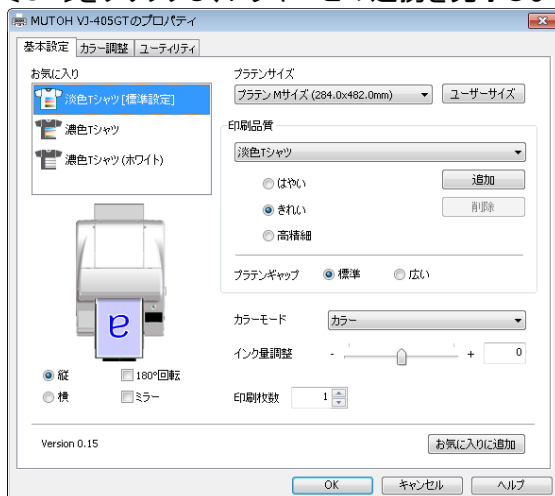 MUTOH VJ-405GTのプロパティ
基本設定 カラー調整 ユーティリティ
お気に入り
淡色Tシャツ[標準設定]
濃色Tシャツ
濃色Tシャツ(ホワイト)
a
縦 180°回転
横 ミラー
プラテンサイズ
プラテン Mサイズ (284.0x482.0mm) ユーザーサイズ
印刷品質
淡色Tシャツ
はやい 追加
きれい 削除
高精細
プラテンギャップ 標準 広い
カラーモード カラー
インク量調整 - + 0
印刷枚数 1
Version 0.15 お気に入りに追加
OK キャンセル ヘルプ